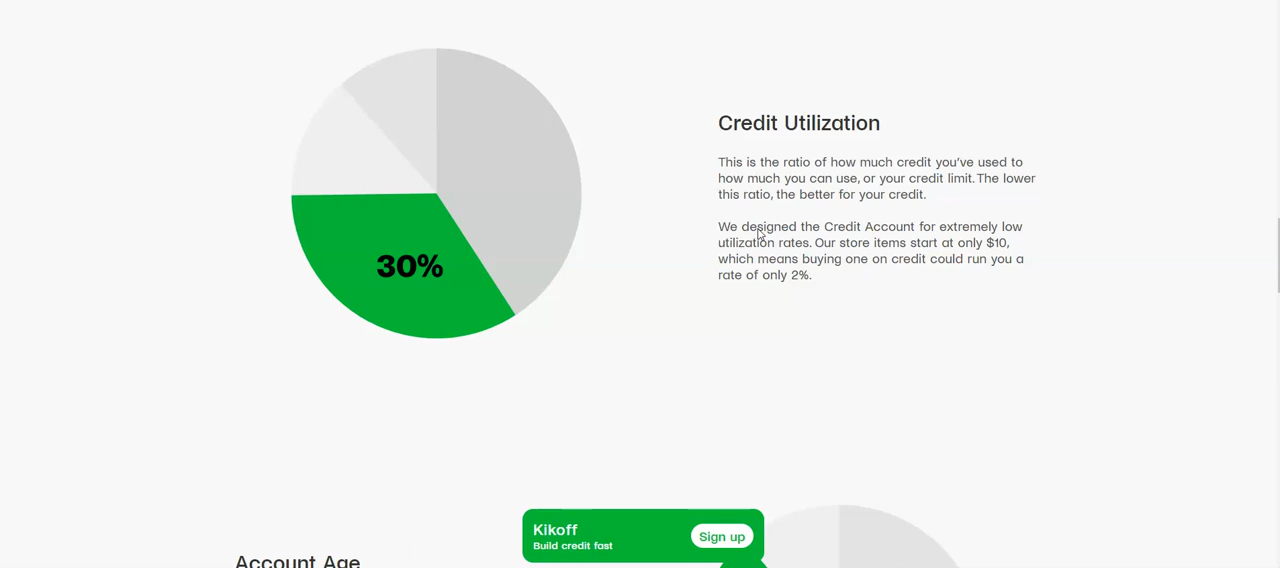 Credit Utilization
This is the ratio of how much credit you've used to
how much you can use, or your credit limit. The lower
this ratio, the better for your credit.
We designed the Credit Account for extremely low
utilization rates. Our store items start at only $10,
which means buying one on credit could run you a
rate of only 2%.
30%
Kikoff
Build credit fast
Sign up
Account Age